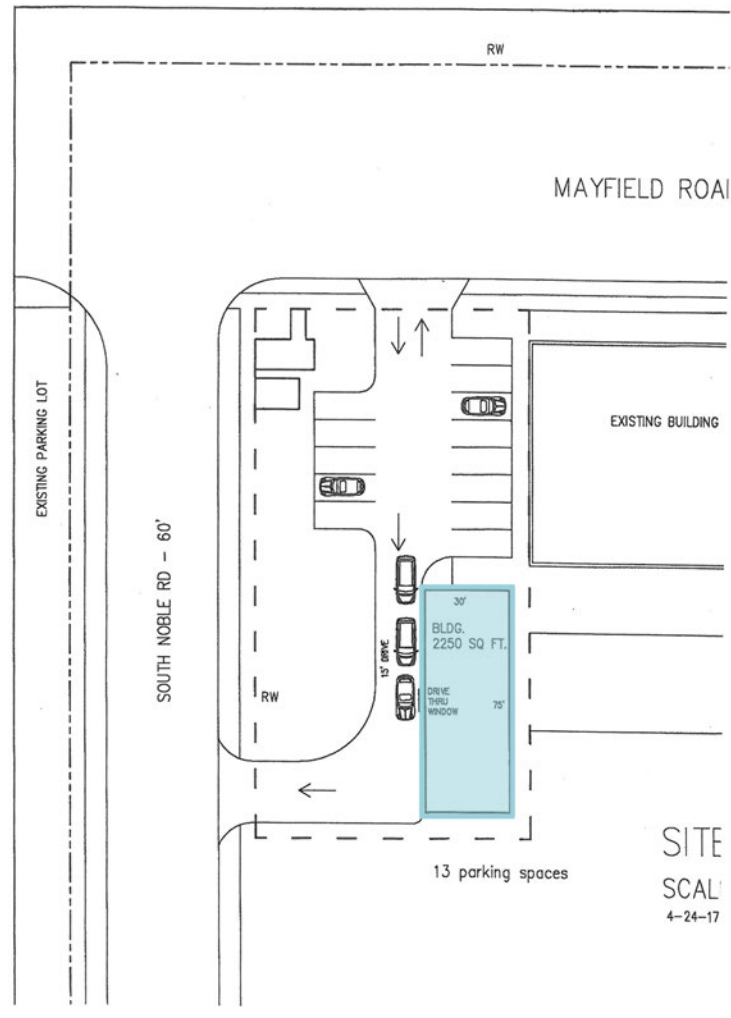 RW
MAYFIELD ROA
EXISTING PARKING LOT
EXISTING BUILDING
SOUTH NOBLE RD - 60'
30'
BLDG.
2250 SQ FT.
15' DRIVE
DRIVE
THRU
WINDOW
75'
RW
13 parking spaces
SITE
SCAL
4-24-17